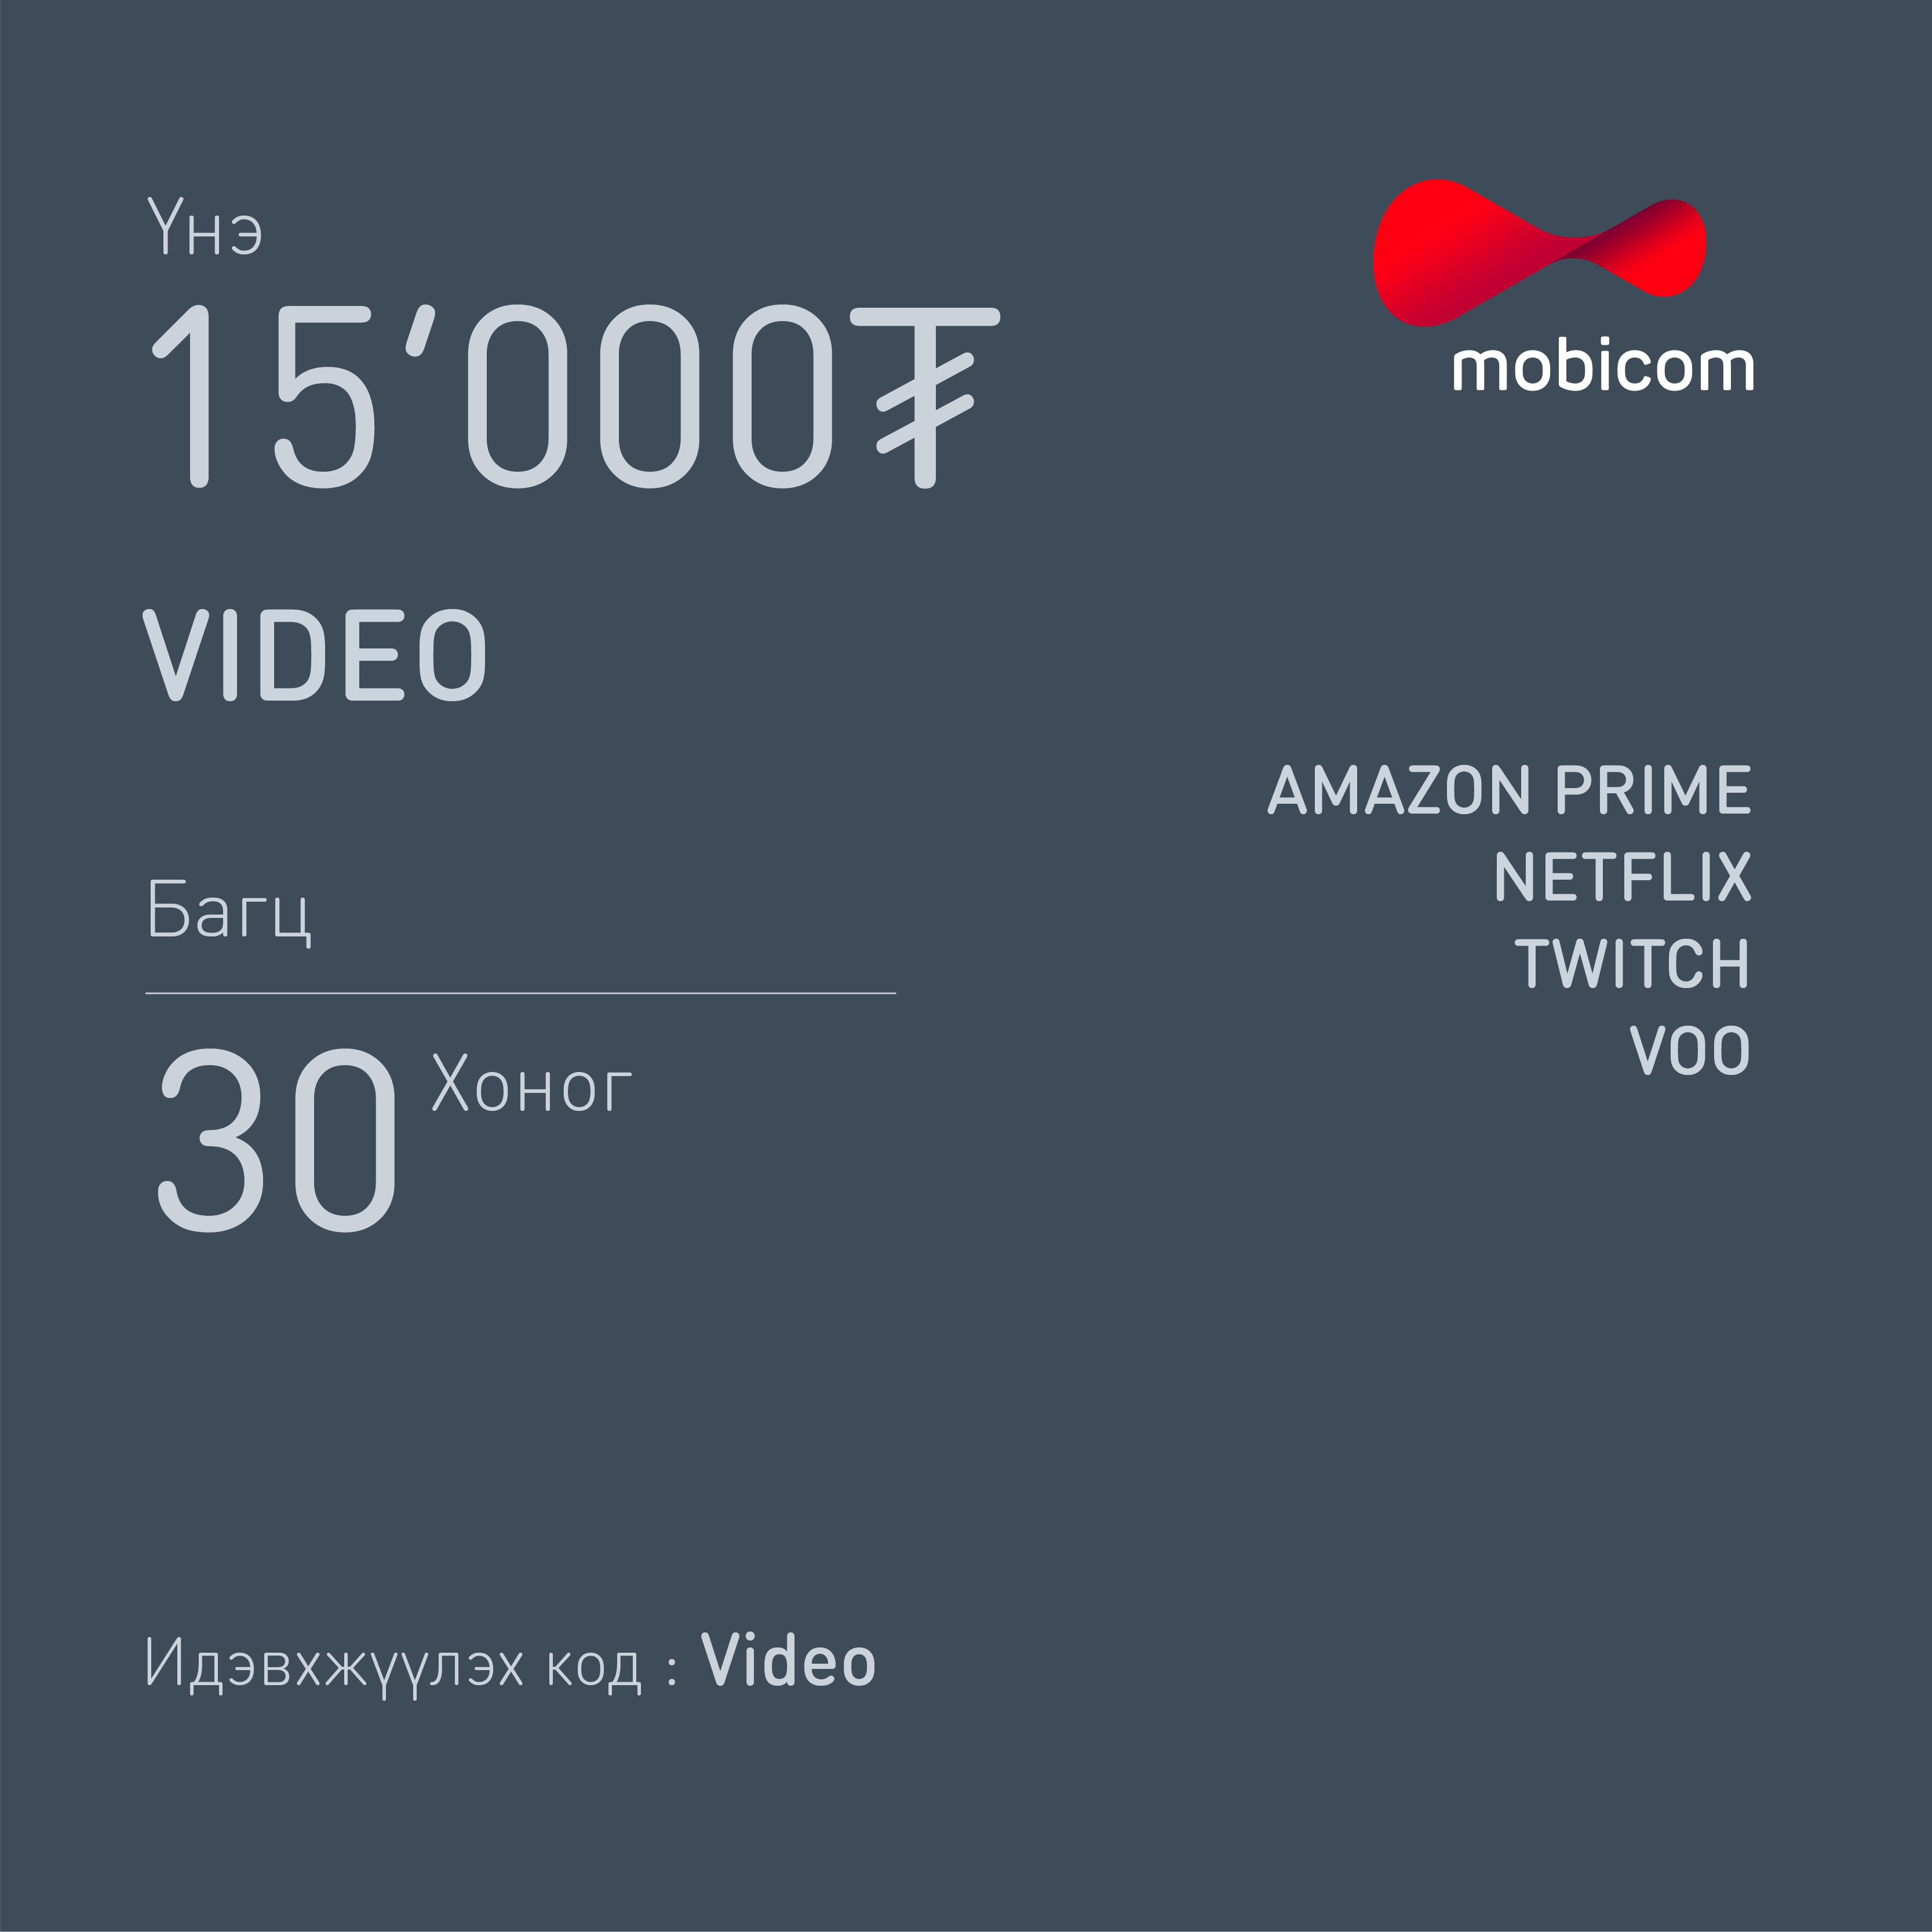 Үнэ
15’000₮
mobicom
VIDEO
AMAZON PRIME
NETFLIX
TWITCH
VOO
Багц
30 Хоног
Идэвхжүүлэх код : Video